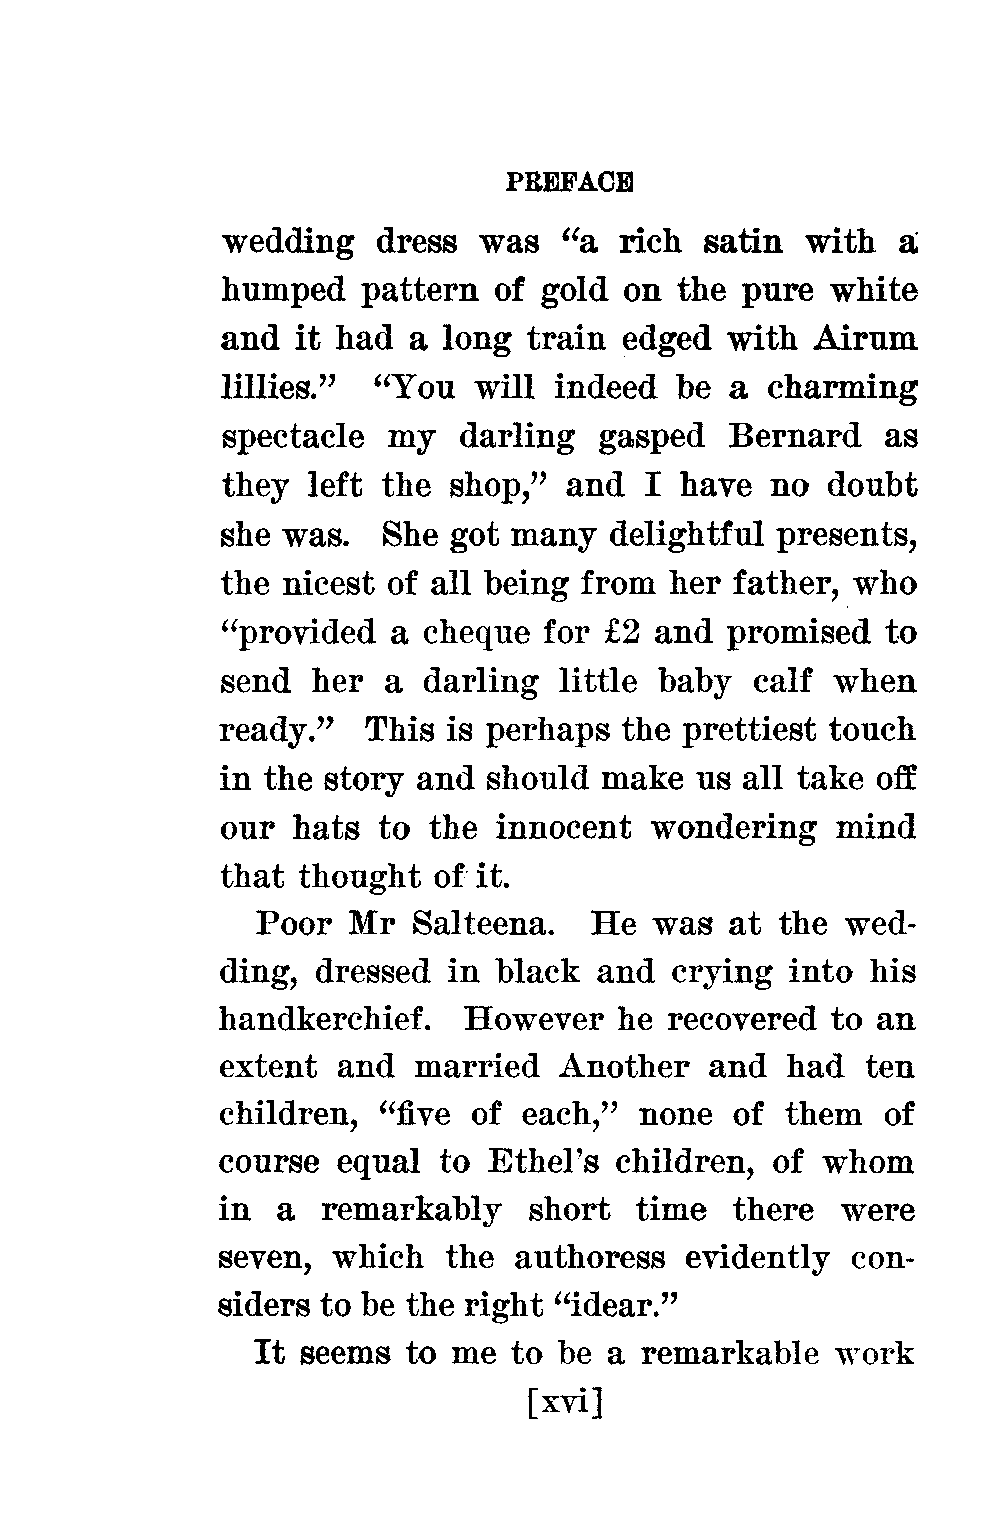 PREFACE
wedding dress was “a rich satin with a
humped pattern of gold on the pure white
and it had a long train edged with Airum
lillies.” “You will indeed be a charming
spectacle my darling gasped Bernard as
they left the shop,” and I have no doubt
she was. She got many delightful presents,
the nicest of all being from her father, who
“provided a cheque for £2 and promised to
send her a darling little baby calf when
ready.” This is perhaps the prettiest touch
in the story and should make us all take off
our hats to the innocent wondering mind
that thought of it.
Poor Mr Salteena. He was at the wed-
ding, dressed in black and crying into his
handkerchief. However he recovered to an
extent and married Another and had ten
children, “five of each,” none of them of
course equal to Ethel’s children, of whom
in a remarkably short time there were
seven, which the authoress evidently con-
siders to be the right “idear.”
It seems to me to be a remarkable work
[xvi]